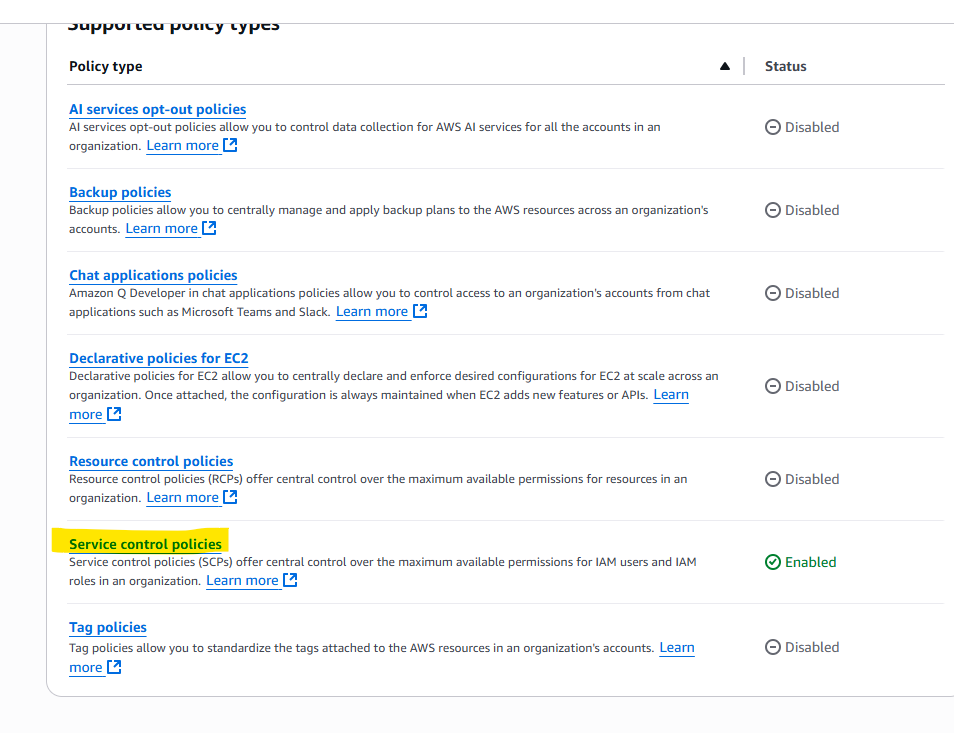 Supported policy types
Policy type
Status
AI services opt-out policies
AI services opt-out policies allow you to control data collection for AWS AI services for all the accounts in an
organization. Learn more
Disabled
Backup policies
Backup policies allow you to centrally manage and apply backup plans to the AWS resources across an organization's
accounts. Learn more
Disabled
Chat applications policies
Amazon Q Developer in chat applications policies allow you to control access to an organization's accounts from chat
applications such as Microsoft Teams and Slack. Learn more
Disabled
Declarative policies for EC2
Declarative policies for EC2 allow you to centrally declare and enforce desired configurations for EC2 at scale across an
organization. Once attached, the configuration is always maintained when EC2 adds new features or APIs. Learn
more
Disabled
Resource control policies
Resource control policies (RCPs) offer central control over the maximum available permissions for resources in an
organization. Learn more
Disabled
Service control policies
Service control policies (SCPs) offer central control over the maximum available permissions for IAM users and IAM
roles in an organization. Learn more
Enabled
Tag policies
Tag policies allow you to standardize the tags attached to the AWS resources in an organization's accounts. Learn
more
Disabled